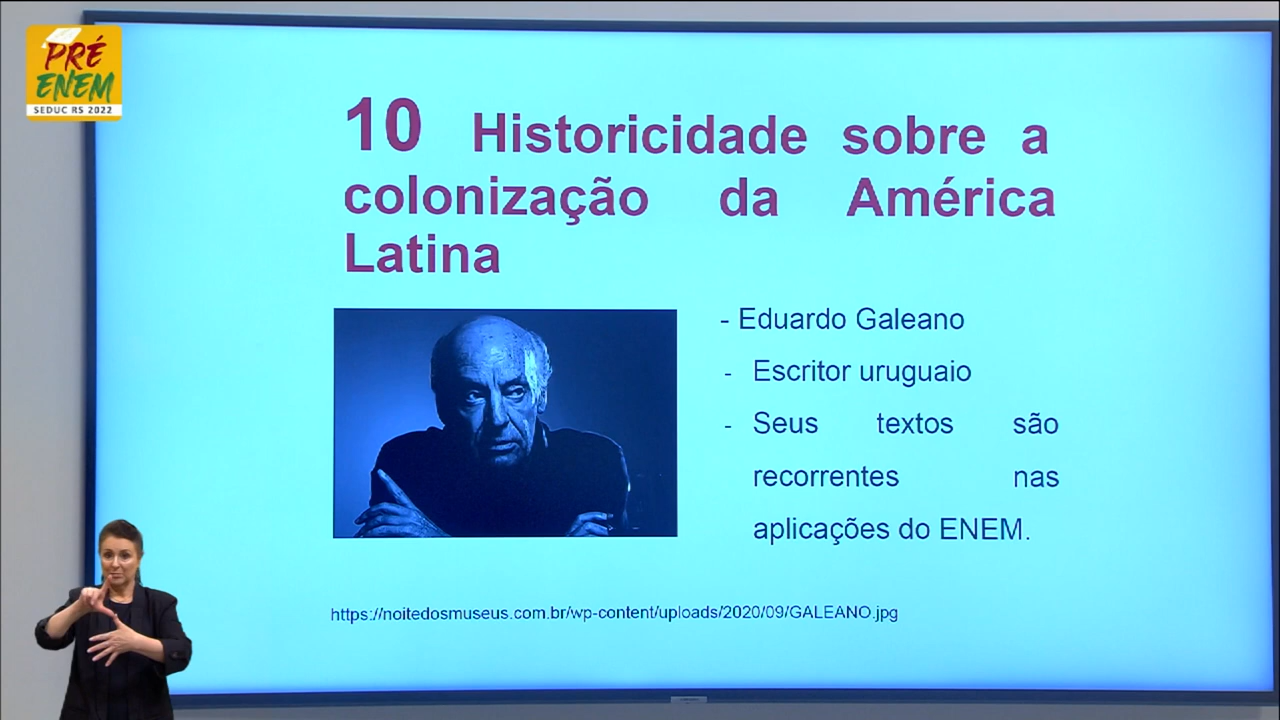 PRÉ
ENEM
SEDUC RS 2022
10 Historicidade sobre a
colonização da América
Latina
- Eduardo Galeano
- Escritor uruguaio
- Seus textos são
recorrentes nas
aplicações do ENEM.
https://noitedosmuseus.com.br/wp-content/uploads/2020/09/GALEANO.jpg